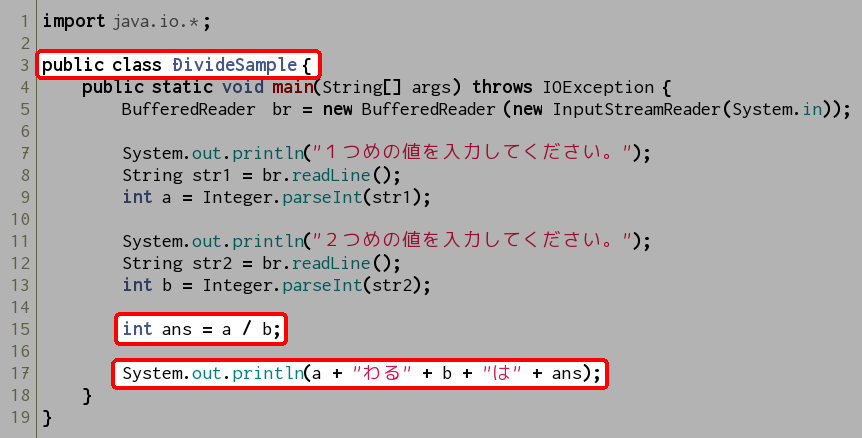 1 import java.io.*;
2
3 public class DivideSample {
4 public static void main(String[] args) throws IOException {
5 BufferedReader br = new BufferedReader (new InputStreamReader(System.in));
6
7 System.out.println("１つめの値を入力してください。");
8 String str1 = br.readLine();
9 int a = Integer.parseInt(str1);
10
11 System.out.println("２つめの値を入力してください。");
12 String str2 = br.readLine();
13 int b = Integer.parseInt(str2);
14
15 int ans = a / b;
16
17 System.out.println(a + "わる" + b + "は" + ans);
18 }
19 }